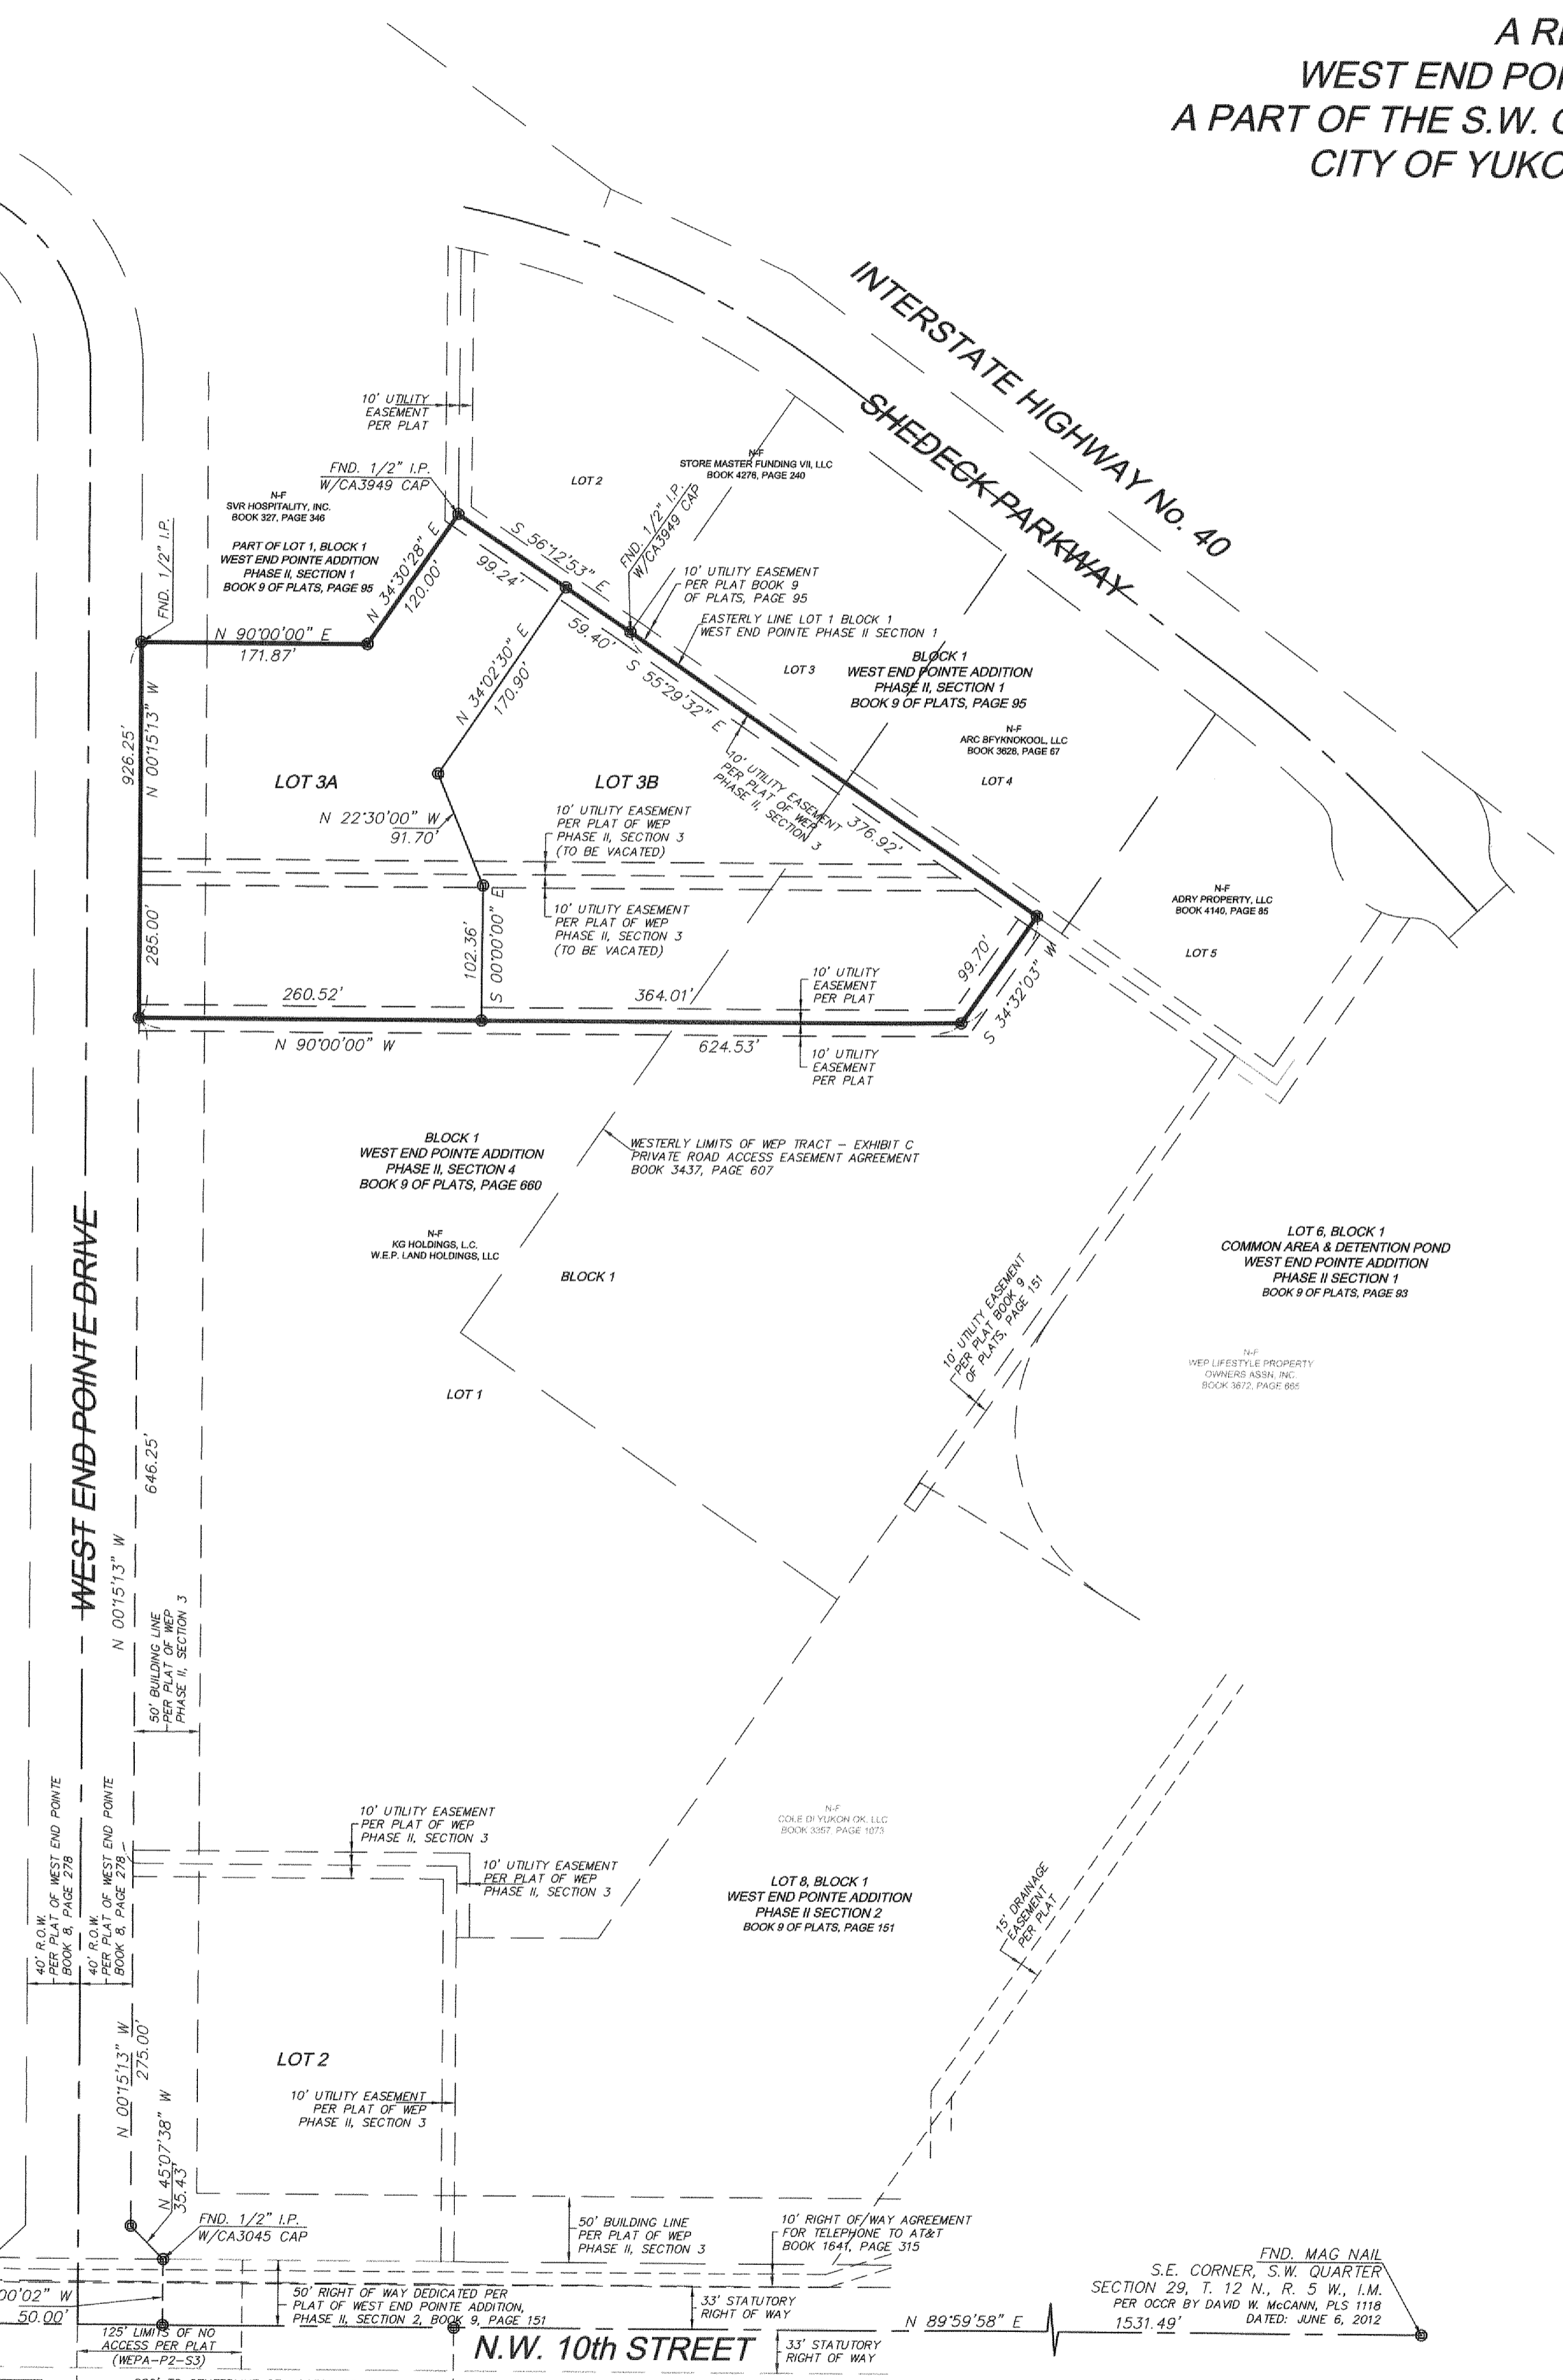 A RE
WEST END POI
A PART OF THE S.W.
CITY OF YUKO
INTERSTATE HIGHWAY No. 40
SHEDECK PARKWAY
10' UTILITY
EASEMENT
PER PLAT
FND. 1/2" I.P.
W/CA3949 CAP
LOT 2
N-F
STORE MASTER FUNDING VII, LLC
BOOK 4276, PAGE 240
N-F
SVR HOSPITALITY, INC.
BOOK 327, PAGE 346
PART OF LOT 1, BLOCK 1
WEST END POINTE ADDITION
PHASE II, SECTION 1
BOOK 9 OF PLATS, PAGE 95
FND. 1/2" I.P.
N 34°30'28" E
120.00'
S 56°12'53" E
99.24'
FND. 1/2" I.P.
W/CA3949 CAP
10' UTILITY EASEMENT
PER PLAT BOOK 9
OF PLATS, PAGE 95
EASTERLY LINE LOT 1 BLOCK 1
WEST END POINTE PHASE II SECTION 1
N 90°00'00" E
171.87'
59.40'
S 55°29'32" E
N 34°02'30" E
170.90'
LOT 3
BLOCK 1
WEST END POINTE ADDITION
PHASE II, SECTION 1
BOOK 9 OF PLATS, PAGE 95
N-F
ARC BFYKNOKOOL, LLC
BOOK 3628, PAGE 67
LOT 4
926.25'
N 00°15'13" W
LOT 3A
LOT 3B
10' UTILITY EASEMENT
PER PLAT OF WEP
PHASE II, SECTION 3
376.92'
N 22°30'00" W
91.70'
10' UTILITY EASEMENT
PER PLAT OF WEP
PHASE II, SECTION 3
(TO BE VACATED)
10' UTILITY EASEMENT
PER PLAT OF WEP
PHASE II, SECTION 3
(TO BE VACATED)
N-F
ADRY PROPERTY, LLC
BOOK 4140, PAGE 85
LOT 5
285.00'
102.36'
S 00°00'00" E
99.70'
S 34°32'03" W
260.52'
364.01'
10' UTILITY
EASEMENT
PER PLAT
N 90°00'00" W
624.53'
10' UTILITY
EASEMENT
PER PLAT
BLOCK 1
WEST END POINTE ADDITION
PHASE II, SECTION 4
BOOK 9 OF PLATS, PAGE 660
WESTERLY LIMITS OF WEP TRACT – EXHIBIT C
PRIVATE ROAD ACCESS EASEMENT AGREEMENT
BOOK 3437, PAGE 607
N-F
KG HOLDINGS, L.C.
W.E.P. LAND HOLDINGS, LLC
BLOCK 1
LOT 6, BLOCK 1
COMMON AREA & DETENTION POND
WEST END POINTE ADDITION
PHASE II SECTION 1
BOOK 9 OF PLATS, PAGE 93
N-F
WEP LIFESTYLE PROPERTY
OWNERS ASSN, INC.
BOOK 3672, PAGE 665
10' UTILITY EASEMENT
PER PLAT BOOK 9
OF PLATS, PAGE 151
LOT 1
WEST END POINTE DRIVE
646.25'
N 00°15'13" W
50' BUILDING LINE
PER PLAT OF WEP
PHASE II, SECTION 3
40' R.O.W.
PER PLAT OF WEST END POINTE
BOOK 8, PAGE 278
40' R.O.W.
PER PLAT OF WEST END POINTE
BOOK 8, PAGE 278
10' UTILITY EASEMENT
PER PLAT OF WEP
PHASE II, SECTION 3
10' UTILITY EASEMENT
PER PLAT OF WEP
PHASE II, SECTION 3
N-F
COLE DI YUKON OK, LLC
BOOK 3357, PAGE 1073
LOT 8, BLOCK 1
WEST END POINTE ADDITION
PHASE II SECTION 2
BOOK 9 OF PLATS, PAGE 151
15' DRAINAGE
EASEMENT
PER PLAT
N 00°15'13" W
275.00'
LOT 2
10' UTILITY EASEMENT
PER PLAT OF WEP
PHASE II, SECTION 3
N 45°07'38" W
35.43'
FND. 1/2" I.P.
W/CA3045 CAP
50' BUILDING LINE
PER PLAT OF WEP
PHASE II, SECTION 3
10' RIGHT OF WAY AGREEMENT
FOR TELEPHONE TO AT&T
BOOK 1641, PAGE 315
FND. MAG NAIL
S.E. CORNER, S.W. QUARTER
SECTION 29, T. 12 N., R. 5 W., I.M.
PER OCCR BY DAVID W. McCANN, PLS 1118
DATED: JUNE 6, 2012
00'02" W
50.00'
50' RIGHT OF WAY DEDICATED PER
PLAT OF WEST END POINTE ADDITION,
PHASE II, SECTION 2, BOOK 9, PAGE 151
33' STATUTORY
RIGHT OF WAY
N 89°59'58" E
1531.49'
125' LIMITS OF NO
ACCESS PER PLAT
(WEPA-P2-S3)
N.W. 10th STREET
33' STATUTORY
RIGHT OF WAY